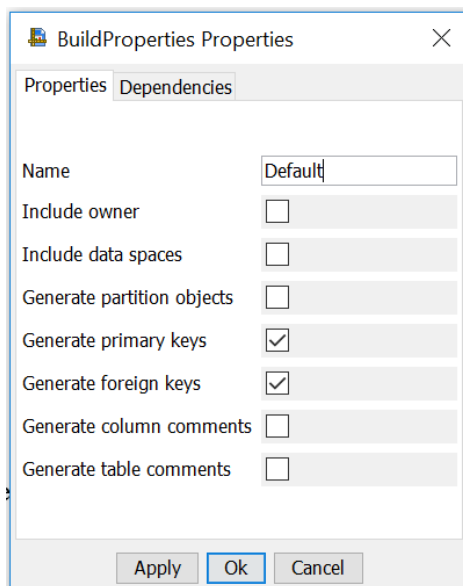 BuildProperties Properties
Properties Dependencies
Name Default
Include owner
Include data spaces
Generate partition objects
Generate primary keys
Generate foreign keys
Generate column comments
Generate table comments
e
Apply Ok Cancel